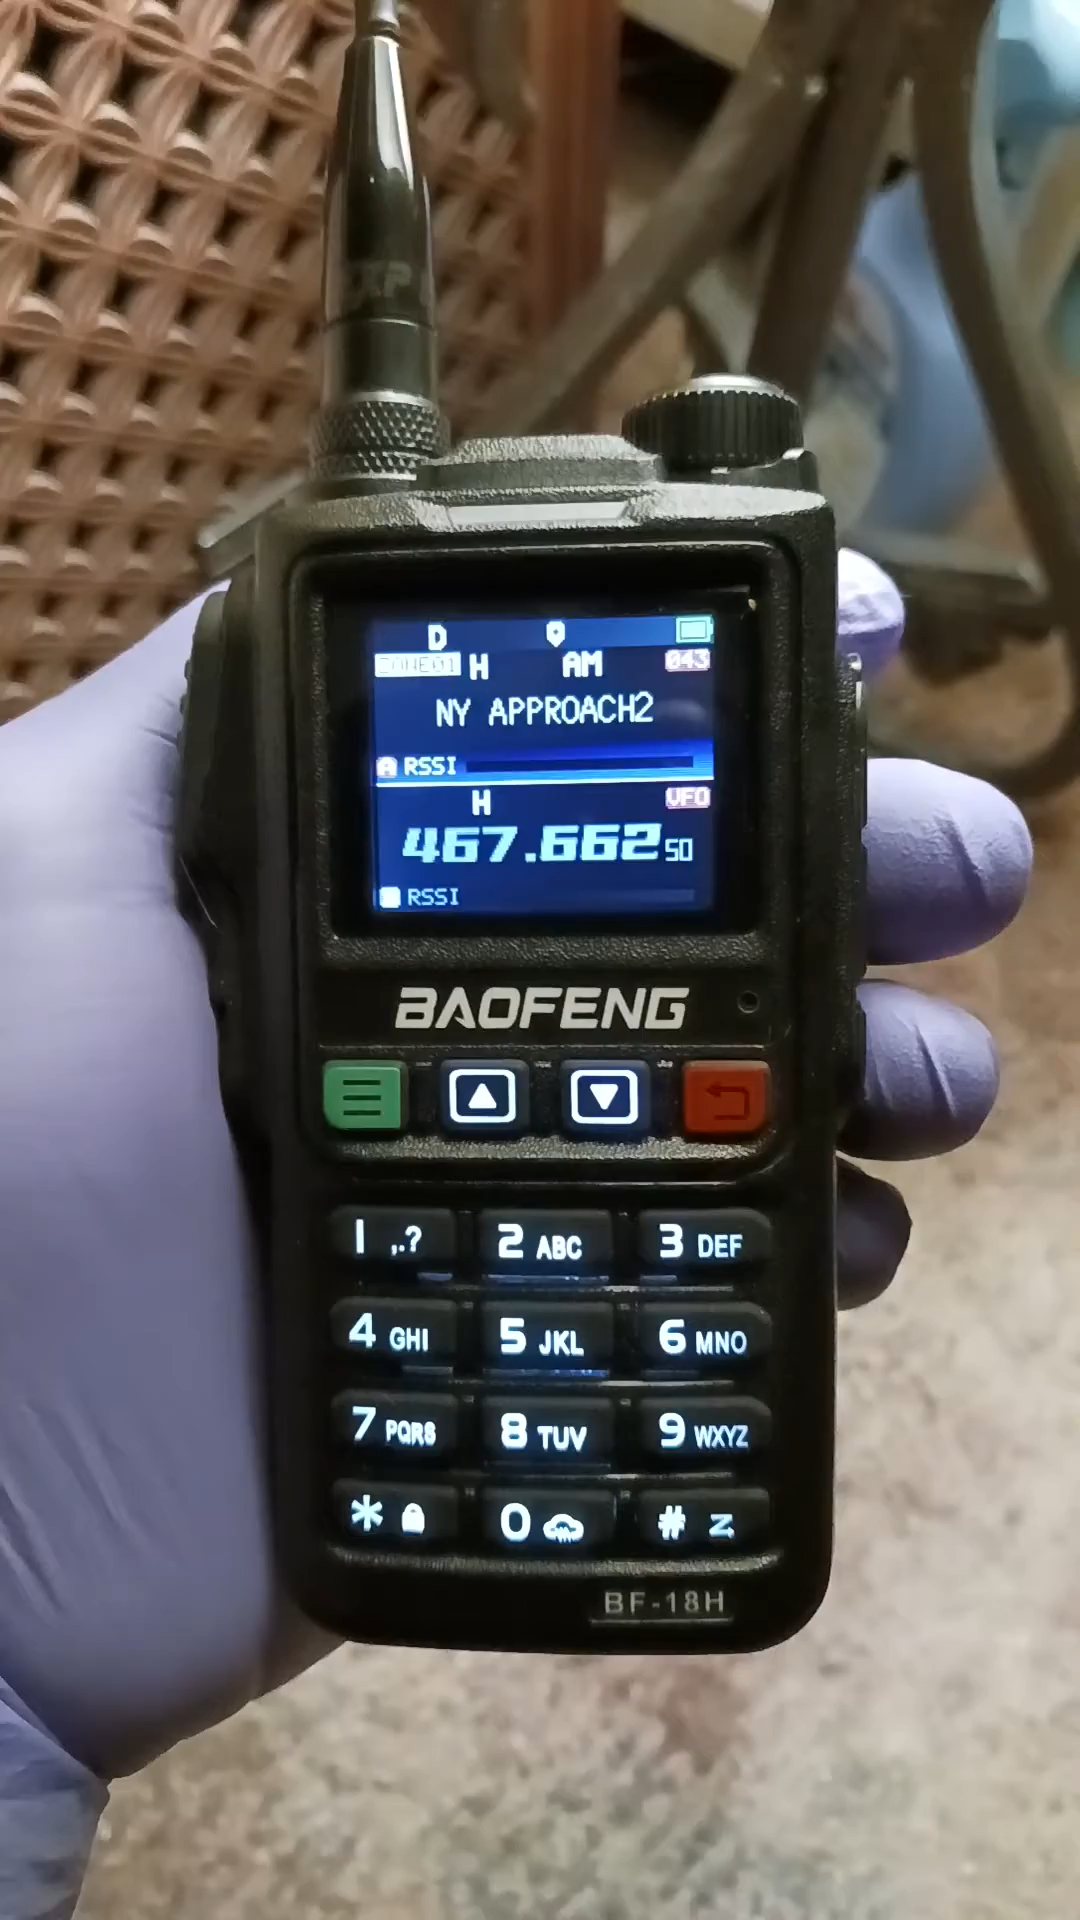 D
ZONE01 H AM 043
NY APPROACH2
A RSSI
H VFO
467.66250
RSSI
BAOFENG
1 ,.? 2 ABC 3 DEF
4 GHI 5 JKL 6 MNO
7 PQRS 8 TUV 9 WXYZ
* 0 #
BF-18H